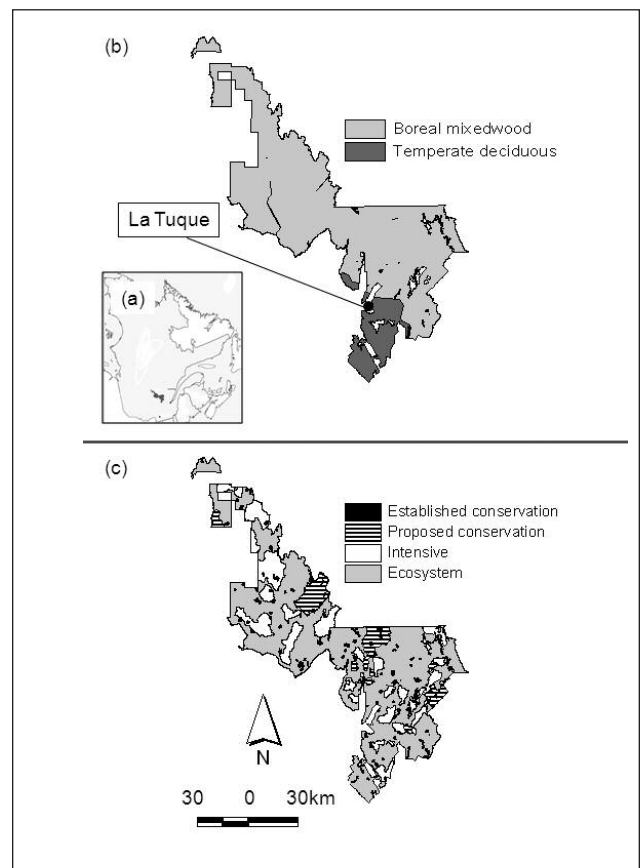 (b)
Boreal mixedwood
Temperate deciduous
La Tuque
(a)
(c)
Established conservation
Proposed conservation
Intensive
Ecosystem
N
30 0 30km